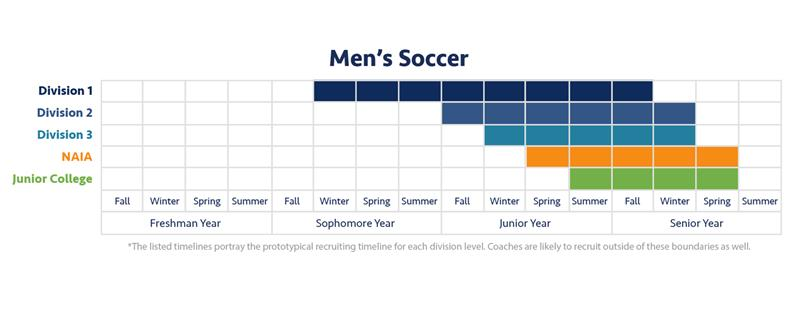 Men's Soccer
Division 1
Division 2
Division 3
NAIA
Junior College
Fall Winter Spring Summer Fall Winter Spring Summer Fall Winter Spring Summer Fall Winter Spring Summer
Freshman Year Sophomore Year Junior Year Senior Year
*The listed timelines portray the prototypical recruiting timeline for each division level. Coaches are likely to recruit outside of these boundaries as well.